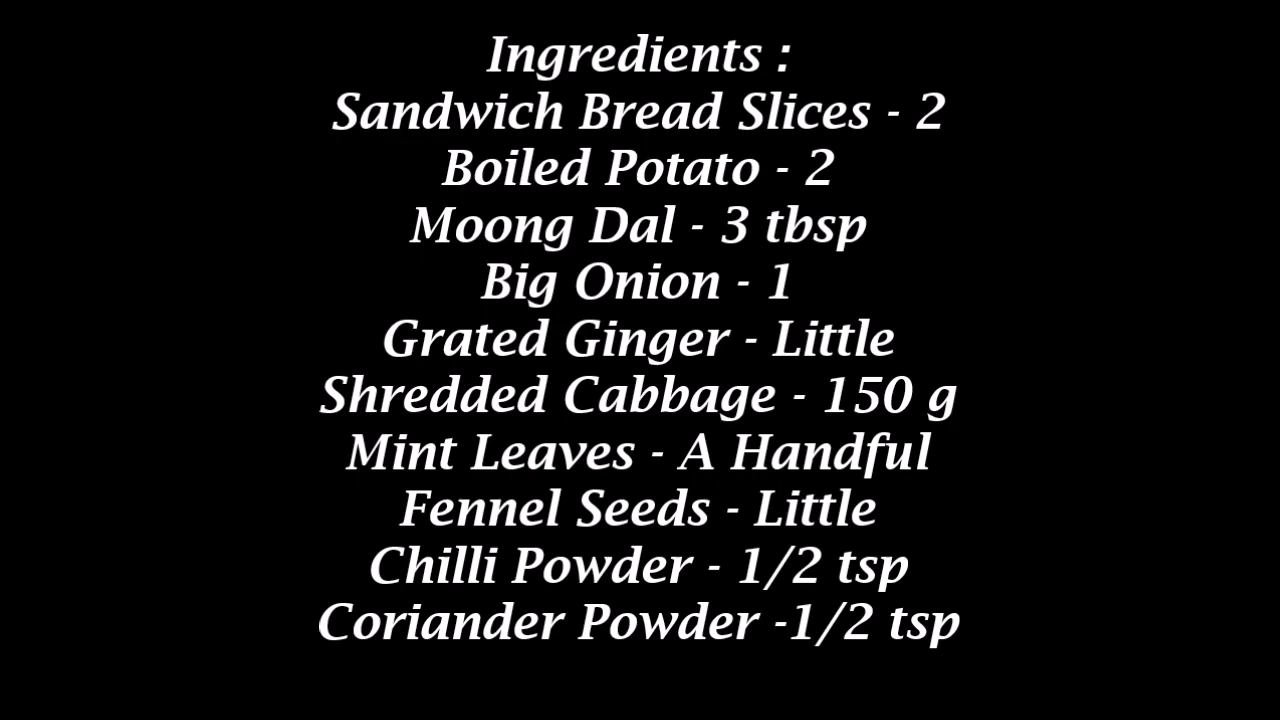 Ingredients :
Sandwich Bread Slices - 2
Boiled Potato - 2
Moong Dal - 3 tbsp
Big Onion - 1
Grated Ginger - Little
Shredded Cabbage - 150 g
Mint Leaves - A Handful
Fennel Seeds - Little
Chilli Powder - 1/2 tsp
Coriander Powder -1/2 tsp